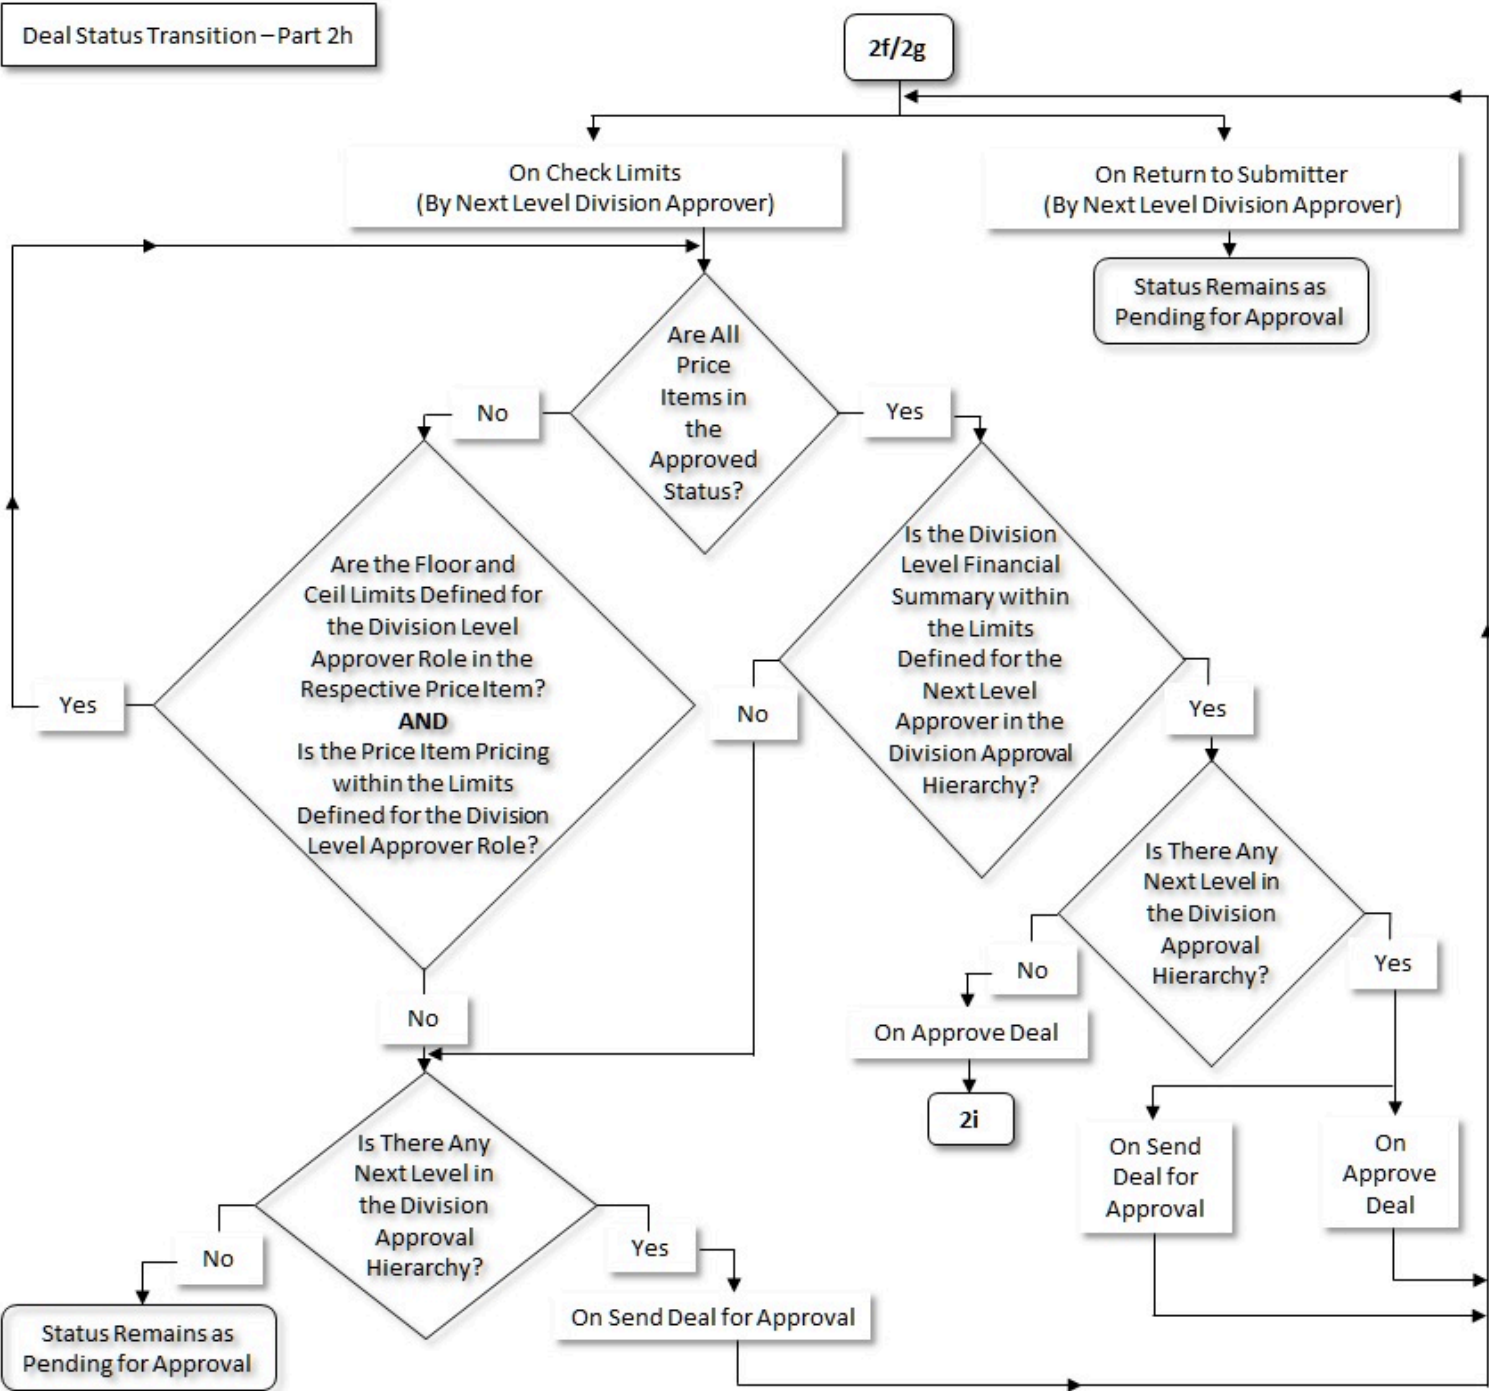 Deal Status Transition – Part 2h
2f/2g
On Check Limits
(By Next Level Division Approver)
On Return to Submitter
(By Next Level Division Approver)
Status Remains as
Pending for Approval
Are All
Price
Items in
the
Approved
Status?
No
Yes
Are the Floor and
Ceil Limits Defined for
the Division Level
Approver Role in the
Respective Price Item?
AND
Is the Price Item Pricing
within the Limits
Defined for the Division
Level Approver Role?
Yes
No
Is the Division
Level Financial
Summary within
the Limits
Defined for the
Next Level
Approver in the
Division Approval
Hierarchy?
No
Yes
Is There Any
Next Level in
the Division
Approval
Hierarchy?
No
Yes
On Approve Deal
2i
On Send
Deal for
Approval
On
Approve
Deal
Is There Any
Next Level in
the Division
Approval
Hierarchy?
No
Yes
Status Remains as
Pending for Approval
On Send Deal for Approval